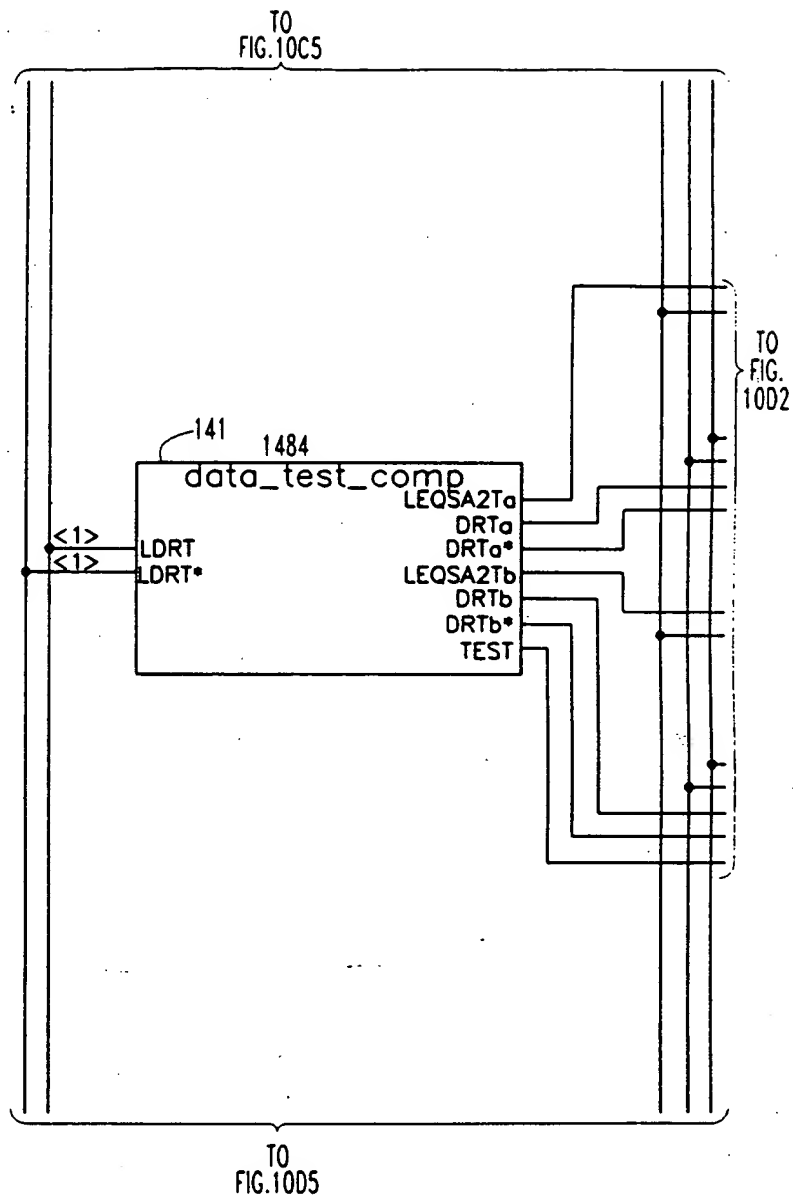 TO
FIG.10C5
TO
FIG.
10D2
141
1484
data_test_comp
LEQSA2Ta
DRTa
<1>
LDRT
DRTa*
<1>
LDRT*
LEQSA2Tb
DRTb
DRTb*
TEST
TO
FIG.10D5